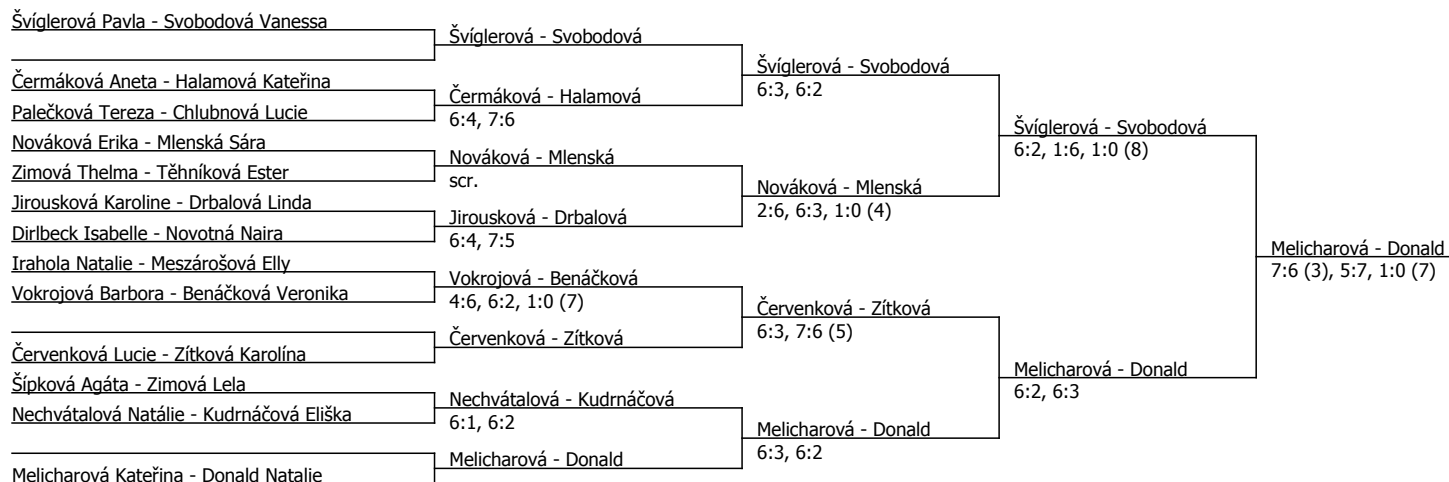 Švíglerová Pavla - Svobodová Vanessa
Čermáková Aneta - Halamová Kateřina
Palečková Tereza - Chlubnová Lucie
Nováková Erika - Mlenská Sára
Zimová Thelma - Těhníková Ester
Jirousková Karoline - Drbalová Linda
Dirlbeck Isabelle - Novotná Naira
Irahola Natalie - Meszárošová Elly
Vokrojová Barbora - Benáčková Veronika
Červenková Lucie - Zítková Karolína
Šípková Agáta - Zimová Lela
Nechvátalová Natálie - Kudrnáčová Eliška
Melicharová Kateřina - Donald Natalie
Švíglerová - Svobodová
Čermáková - Halamová
6:4, 7:6
Nováková - Mlenská
scr.
Jirousková - Drbalová
6:4, 7:5
Vokrojová - Benáčková
4:6, 6:2, 1:0 (7)
Červenková - Zítková
Nechvátalová - Kudrnáčová
6:1, 6:2
Melicharová - Donald
Švíglerová - Svobodová
6:3, 6:2
Nováková - Mlenská
2:6, 6:3, 1:0 (4)
Červenková - Zítková
6:3, 7:6 (5)
Melicharová - Donald
6:3, 6:2
Švíglerová - Svobodová
6:2, 1:6, 1:0 (8)
Melicharová - Donald
6:2, 6:3
Melicharová - Donald
7:6 (3), 5:7, 1:0 (7)